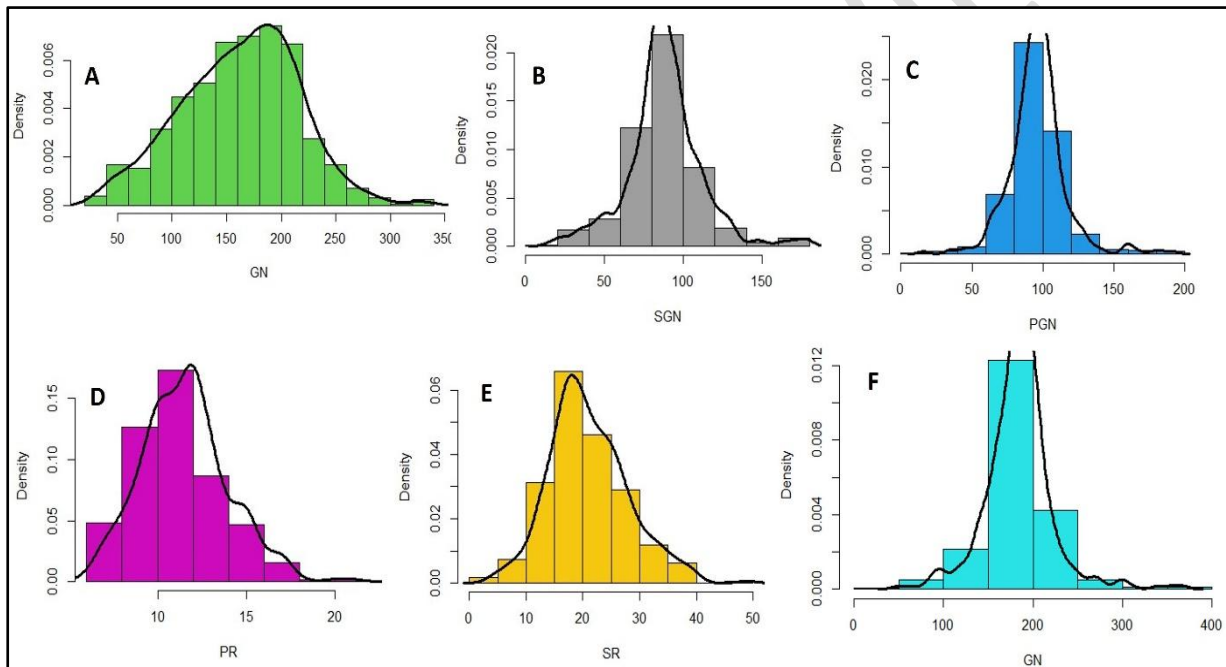 A
Density
0.000 0.002 0.004 0.006
50 100 150 200 250 300 350
GN
B
Density
0.000 0.005 0.010 0.015 0.020
0 50 100 150
SGN
C
Density
0.000 0.010 0.020
0 50 100 150 200
PGN
D
Density
0.00 0.05 0.10 0.15
10 15 20
PR
E
Density
0.00 0.02 0.04 0.06
0 10 20 30 40 50
SR
F
Density
0.000 0.004 0.008 0.012
0 100 200 300 400
GN